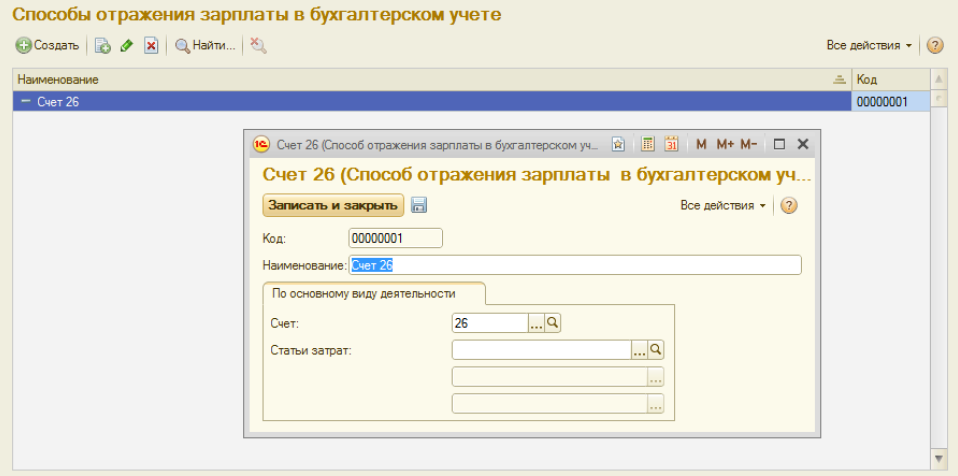 Способы отражения зарплаты в бухгалтерском учете
Создать Найти... Все действия
Наименование Код
Счет 26 00000001
1С Счет 26 (Способ отражения зарплаты в бухгалтерском уч... 31 M M+ M-
Счет 26 (Способ отражения зарплаты в бухгалтерском уч...
Записать и закрыть Все действия ?
Код: 00000001
Наименование: Счет 26
По основному виду деятельности
Счет: 26 ...
Статьи затрат: ...
...
...